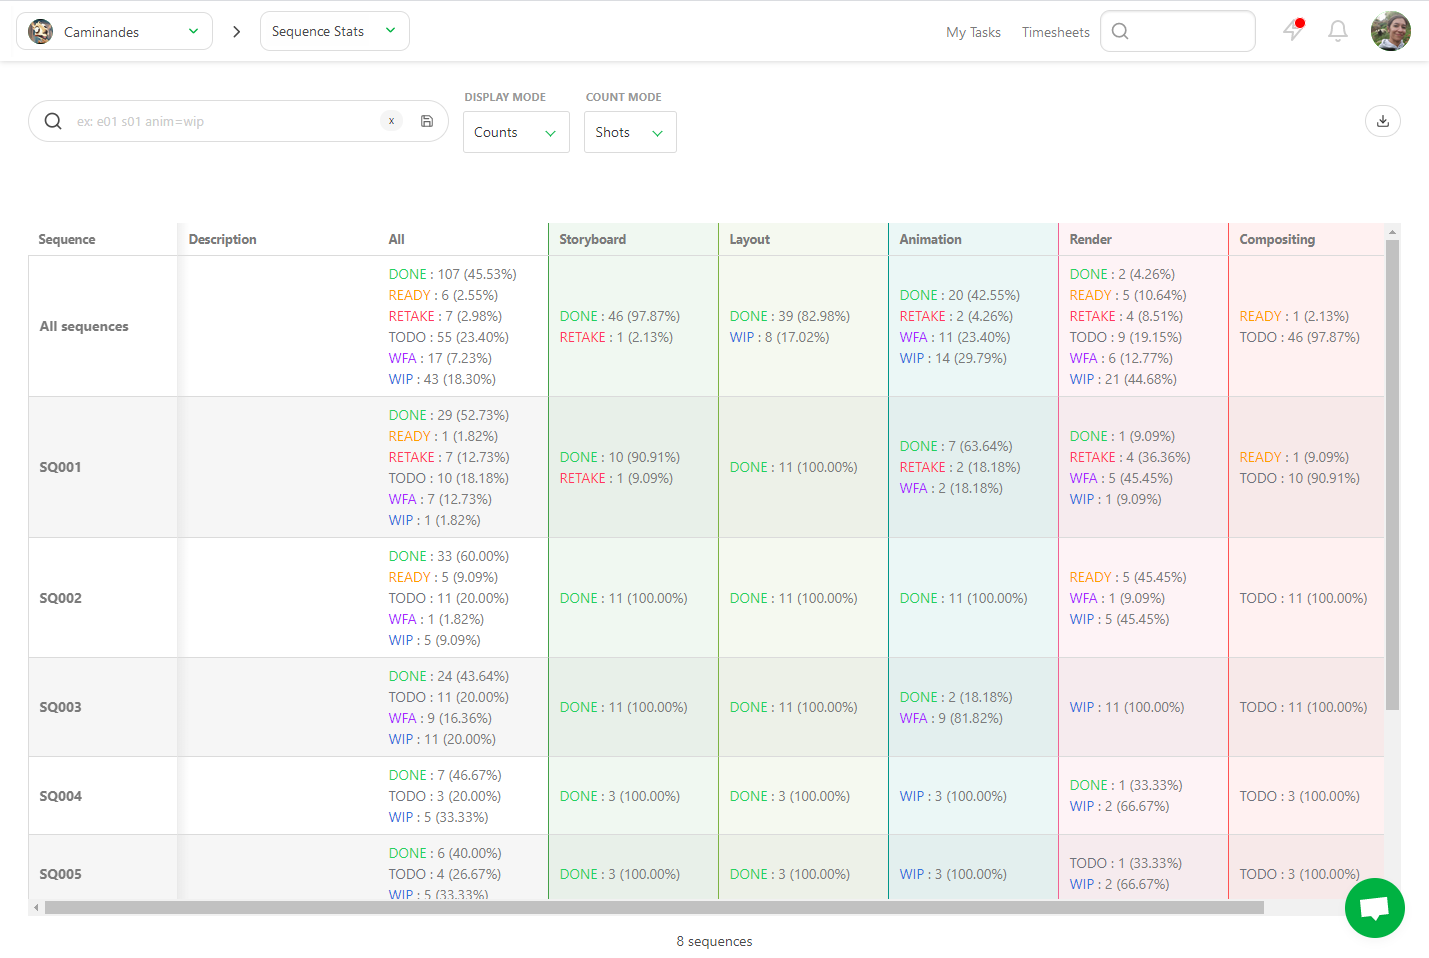 Caminandes
Sequence Stats
My Tasks
Timesheets
ex: e01 s01 anim=wip
x
DISPLAY MODE
Counts
COUNT MODE
Shots
Sequence
Description
All
Storyboard
Layout
Animation
Render
Compositing
All sequences
DONE : 107 (45.53%)
READY : 6 (2.55%)
RETAKE : 7 (2.98%)
TODO : 55 (23.40%)
WFA : 17 (7.23%)
WIP : 43 (18.30%)
DONE : 46 (97.87%)
RETAKE : 1 (2.13%)
DONE : 39 (82.98%)
WIP : 8 (17.02%)
DONE : 20 (42.55%)
RETAKE : 2 (4.26%)
WFA : 11 (23.40%)
WIP : 14 (29.79%)
DONE : 2 (4.26%)
READY : 5 (10.64%)
RETAKE : 4 (8.51%)
TODO : 9 (19.15%)
WFA : 6 (12.77%)
WIP : 21 (44.68%)
READY : 1 (2.13%)
TODO : 46 (97.87%)
SQ001
DONE : 29 (52.73%)
READY : 1 (1.82%)
RETAKE : 7 (12.73%)
TODO : 10 (18.18%)
WFA : 7 (12.73%)
WIP : 1 (1.82%)
DONE : 10 (90.91%)
RETAKE : 1 (9.09%)
DONE : 11 (100.00%)
DONE : 7 (63.64%)
RETAKE : 2 (18.18%)
WFA : 2 (18.18%)
DONE : 1 (9.09%)
RETAKE : 4 (36.36%)
WFA : 5 (45.45%)
WIP : 1 (9.09%)
READY : 1 (9.09%)
TODO : 10 (90.91%)
SQ002
DONE : 33 (60.00%)
READY : 5 (9.09%)
TODO : 11 (20.00%)
WFA : 1 (1.82%)
WIP : 5 (9.09%)
DONE : 11 (100.00%)
DONE : 11 (100.00%)
DONE : 11 (100.00%)
READY : 5 (45.45%)
WFA : 1 (9.09%)
WIP : 5 (45.45%)
TODO : 11 (100.00%)
SQ003
DONE : 24 (43.64%)
TODO : 11 (20.00%)
WFA : 9 (16.36%)
WIP : 11 (20.00%)
DONE : 11 (100.00%)
DONE : 11 (100.00%)
DONE : 2 (18.18%)
WFA : 9 (81.82%)
WIP : 11 (100.00%)
TODO : 11 (100.00%)
SQ004
DONE : 7 (46.67%)
TODO : 3 (20.00%)
WIP : 5 (33.33%)
DONE : 3 (100.00%)
DONE : 3 (100.00%)
WIP : 3 (100.00%)
DONE : 1 (33.33%)
WIP : 2 (66.67%)
TODO : 3 (100.00%)
SQ005
DONE : 6 (40.00%)
TODO : 4 (26.67%)
WIP : 5 (33.33%)
DONE : 3 (100.00%)
DONE : 3 (100.00%)
WIP : 3 (100.00%)
TODO : 1 (33.33%)
WIP : 2 (66.67%)
TODO : 3 (100.00%)
8 sequences